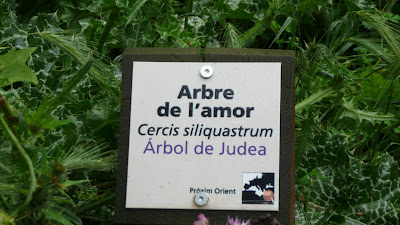 Arbre
de l'amor
Cercis siliquastrum
Árbol de Judea
Pròxim Orient